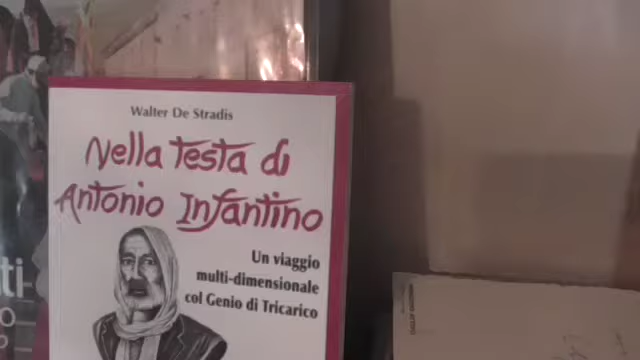 Walter De Stradis
Nella testa di
Antonio Infantino
Un viaggio
multi-dimensionale
col Genio di Tricarico